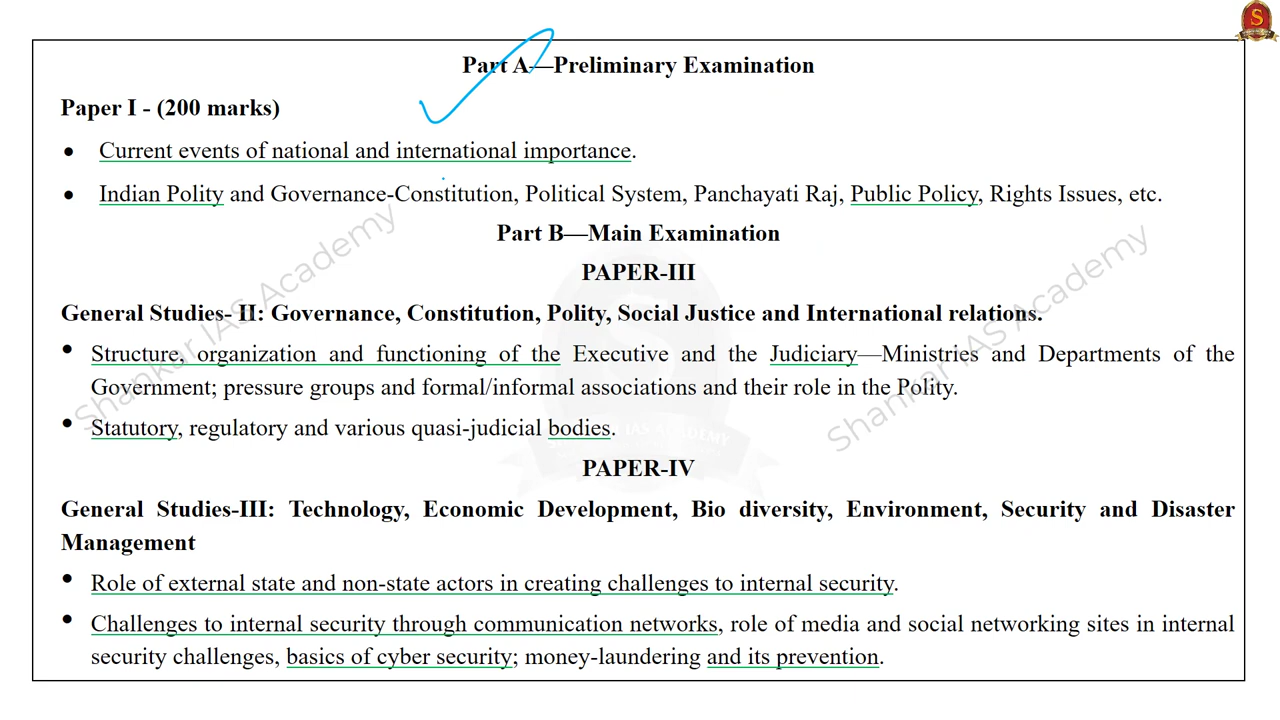 S
Part A—Preliminary Examination
Paper I - (200 marks)
• Current events of national and international importance.
• Indian Polity and Governance-Constitution, Political System, Panchayati Raj, Public Policy, Rights Issues, etc.
Part B—Main Examination
PAPER-III
General Studies- II: Governance, Constitution, Polity, Social Justice and International relations.
• Structure, organization and functioning of the Executive and the Judiciary—Ministries and Departments of the
Government; pressure groups and formal/informal associations and their role in the Polity.
• Statutory, regulatory and various quasi-judicial bodies.
PAPER-IV
General Studies-III: Technology, Economic Development, Bio diversity, Environment, Security and Disaster
Management
• Role of external state and non-state actors in creating challenges to internal security.
• Challenges to internal security through communication networks, role of media and social networking sites in internal
security challenges, basics of cyber security; money-laundering and its prevention.
Shankar IAS Academy
Shankar IAS Academy